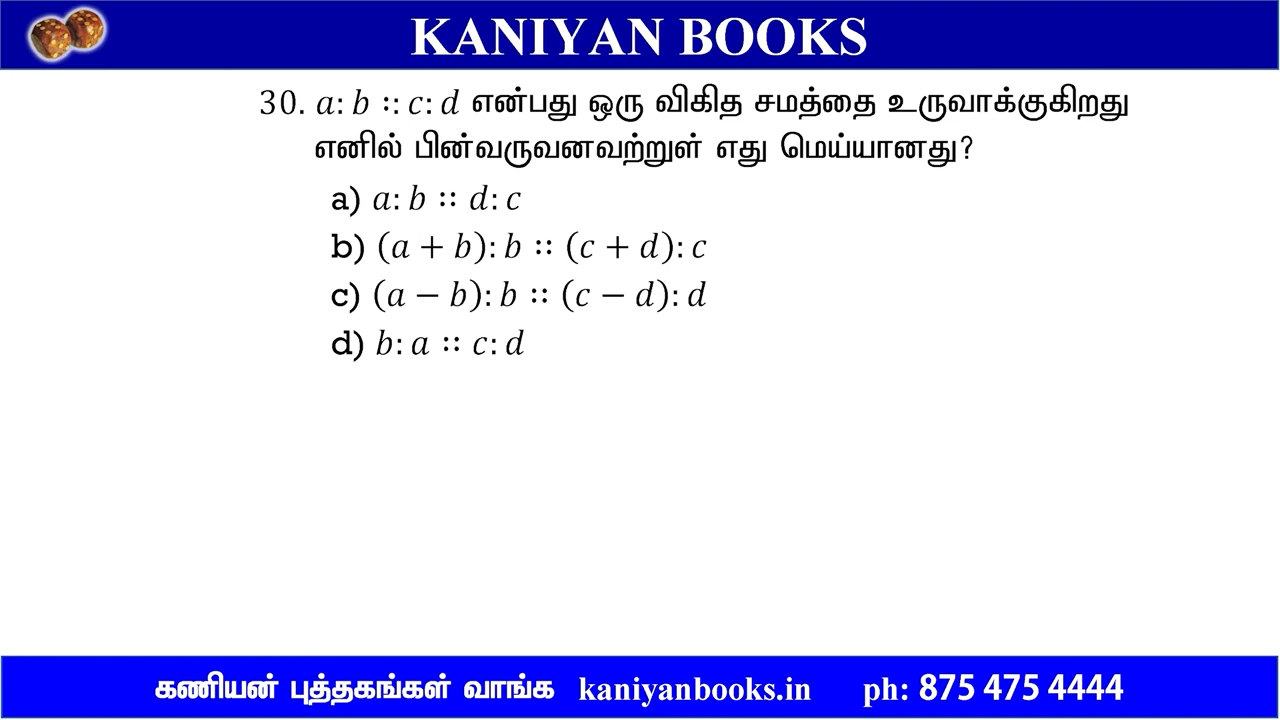 KANIYAN BOOKS
30. a: b ∷ c: d என்பது ஒரு விகித சமத்தை உருவாக்குகிறது
எனில் பின்வருவனவற்றுள் எது மெய்யானது?
a) a: b ∷ d: c
b) (a + b): b ∷ (c + d): c
c) (a − b): b ∷ (c − d): d
d) b: a ∷ c: d
கணியன் புத்தகங்கள் வாங்க kaniyanbooks.in ph: 875 475 4444